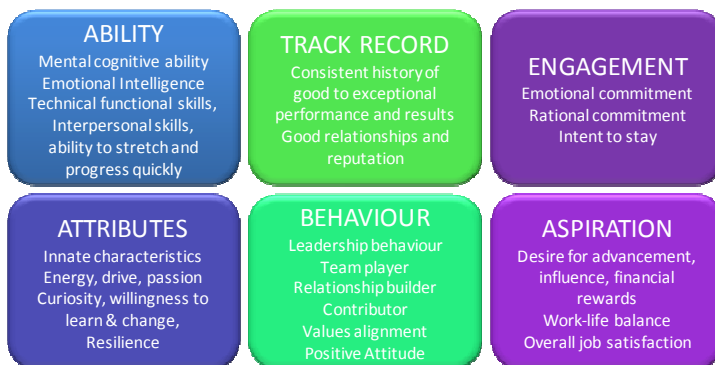 ABILITY
Mental cognitive ability
Emotional Intelligence
Technical functional skills,
Interpersonal skills,
ability to stretch and
progress quickly
TRACK RECORD
Consistent history of
good to exceptional
performance and results
Good relationships and
reputation
ENGAGEMENT
Emotional commitment
Rational commitment
Intent to stay
ATTRIBUTES
Innate characteristics
Energy, drive, passion
Curiosity, willingness to
learn & change,
Resilience
BEHAVIOUR
Leadership behaviour
Team player
Relationship builder
Contributor
Values alignment
Positive Attitude
ASPIRATION
Desire for advancement,
influence, financial
rewards
Work-life balance
Overall job satisfaction